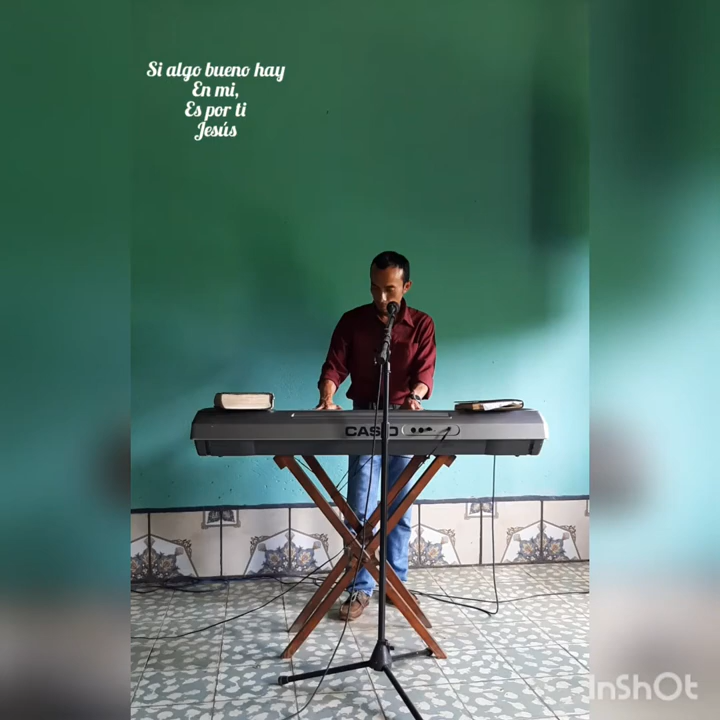 Si algo bueno hay
En mi,
Es por ti
Jesús
CASIO
InShOt